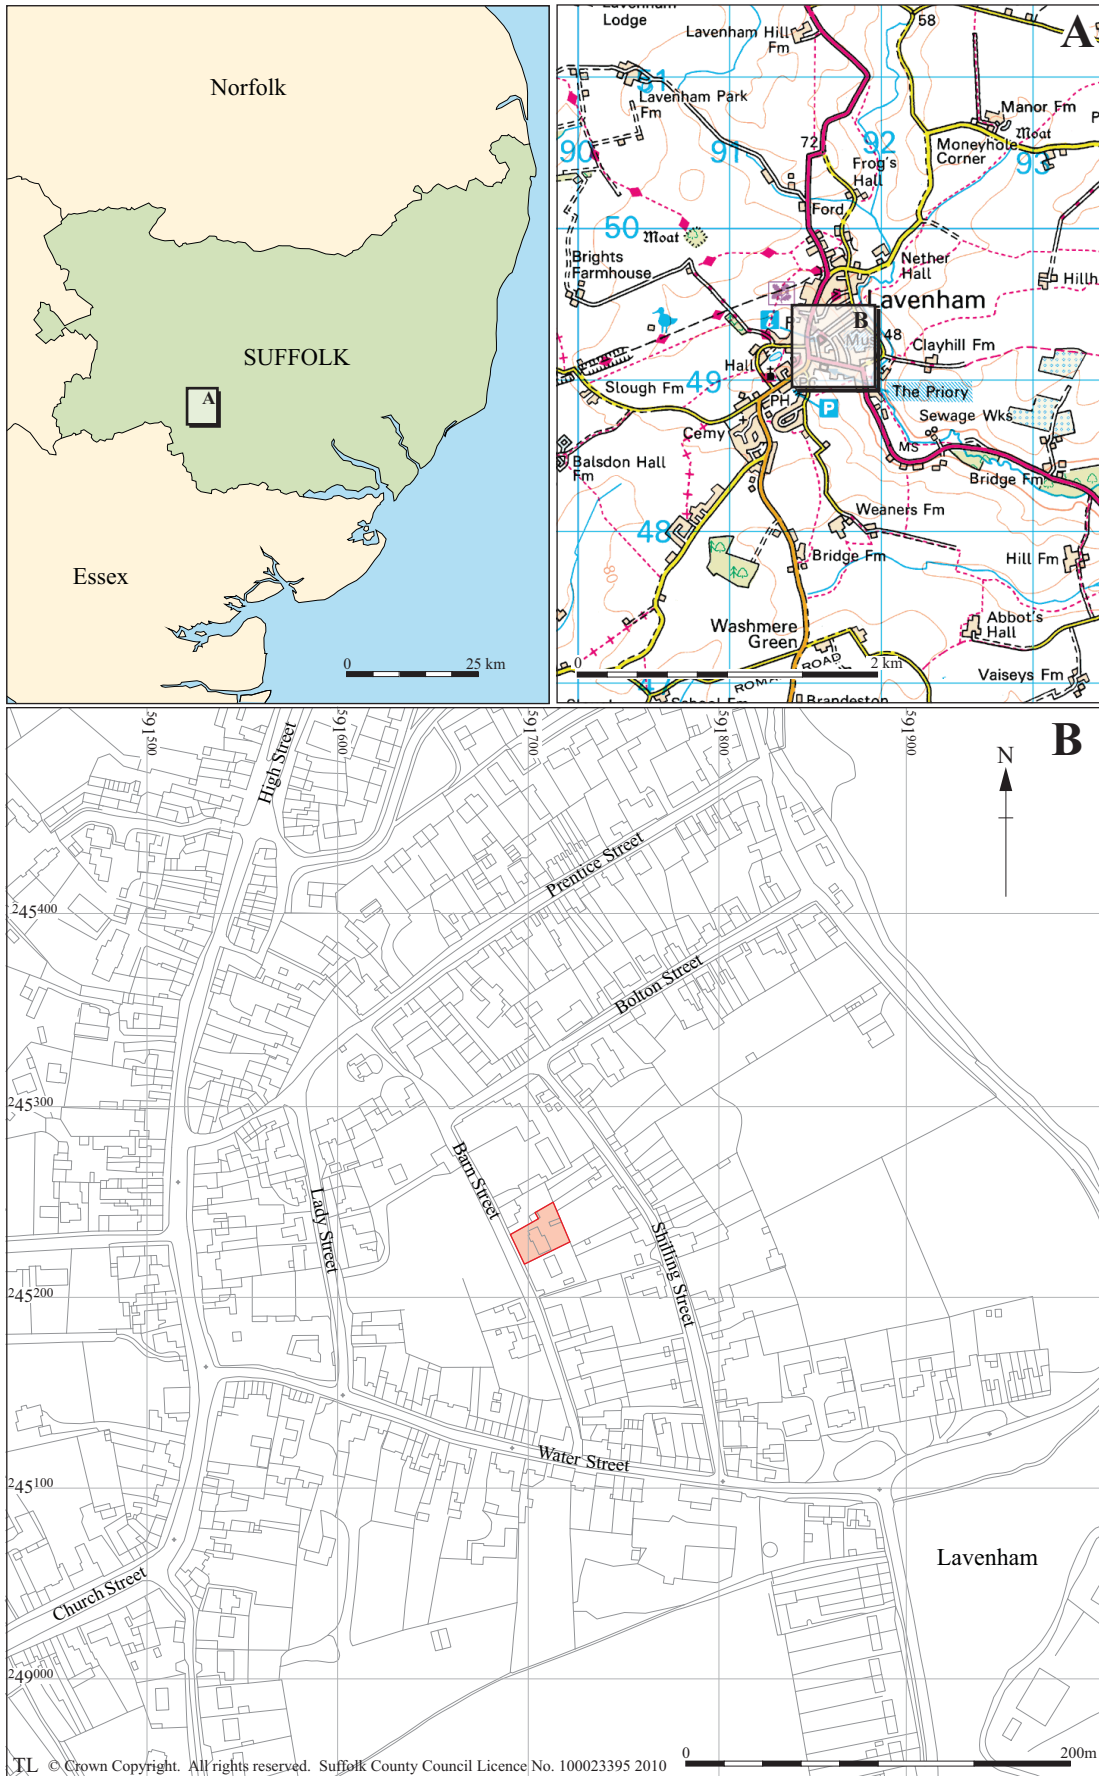 Norfolk
SUFFOLK
A
Essex
0
25 km
A
Lavenham
Lodge
Lavenham Hill
Fm
58
51
Lavenham Park
Fm
Manor Fm
Moat
P
90
91
72
92
Moneyhole
Corner
93
Frog's
Hall
Ford
50
Moat
Brights
Farmhouse
Nether
Hall
Hillh
Lavenham
B
Mus
48
Clayhill Fm
Hall
Slough Fm
49
PC
The Priory
PH
P
Sewage Wks
Cemy
MS
Balsdon Hall
Fm
Bridge Fm
Weaners Fm
48
Bridge Fm
Hill Fm
80
Abbot's
Hall
Washmere
Green
Vaiseys Fm
0
2 km
ROMA
ROAD
Brandeston
B
591500
591600
591700
591800
591900
High Street
N
Prentice Street
245400
Bolton Street
245300
Barn Street
Lady Street
Shilling Street
245200
Water Street
245100
Lavenham
Church Street
249000
0
200m
TL © Crown Copyright. All rights reserved. Suffolk County Council Licence No. 100023395 2010